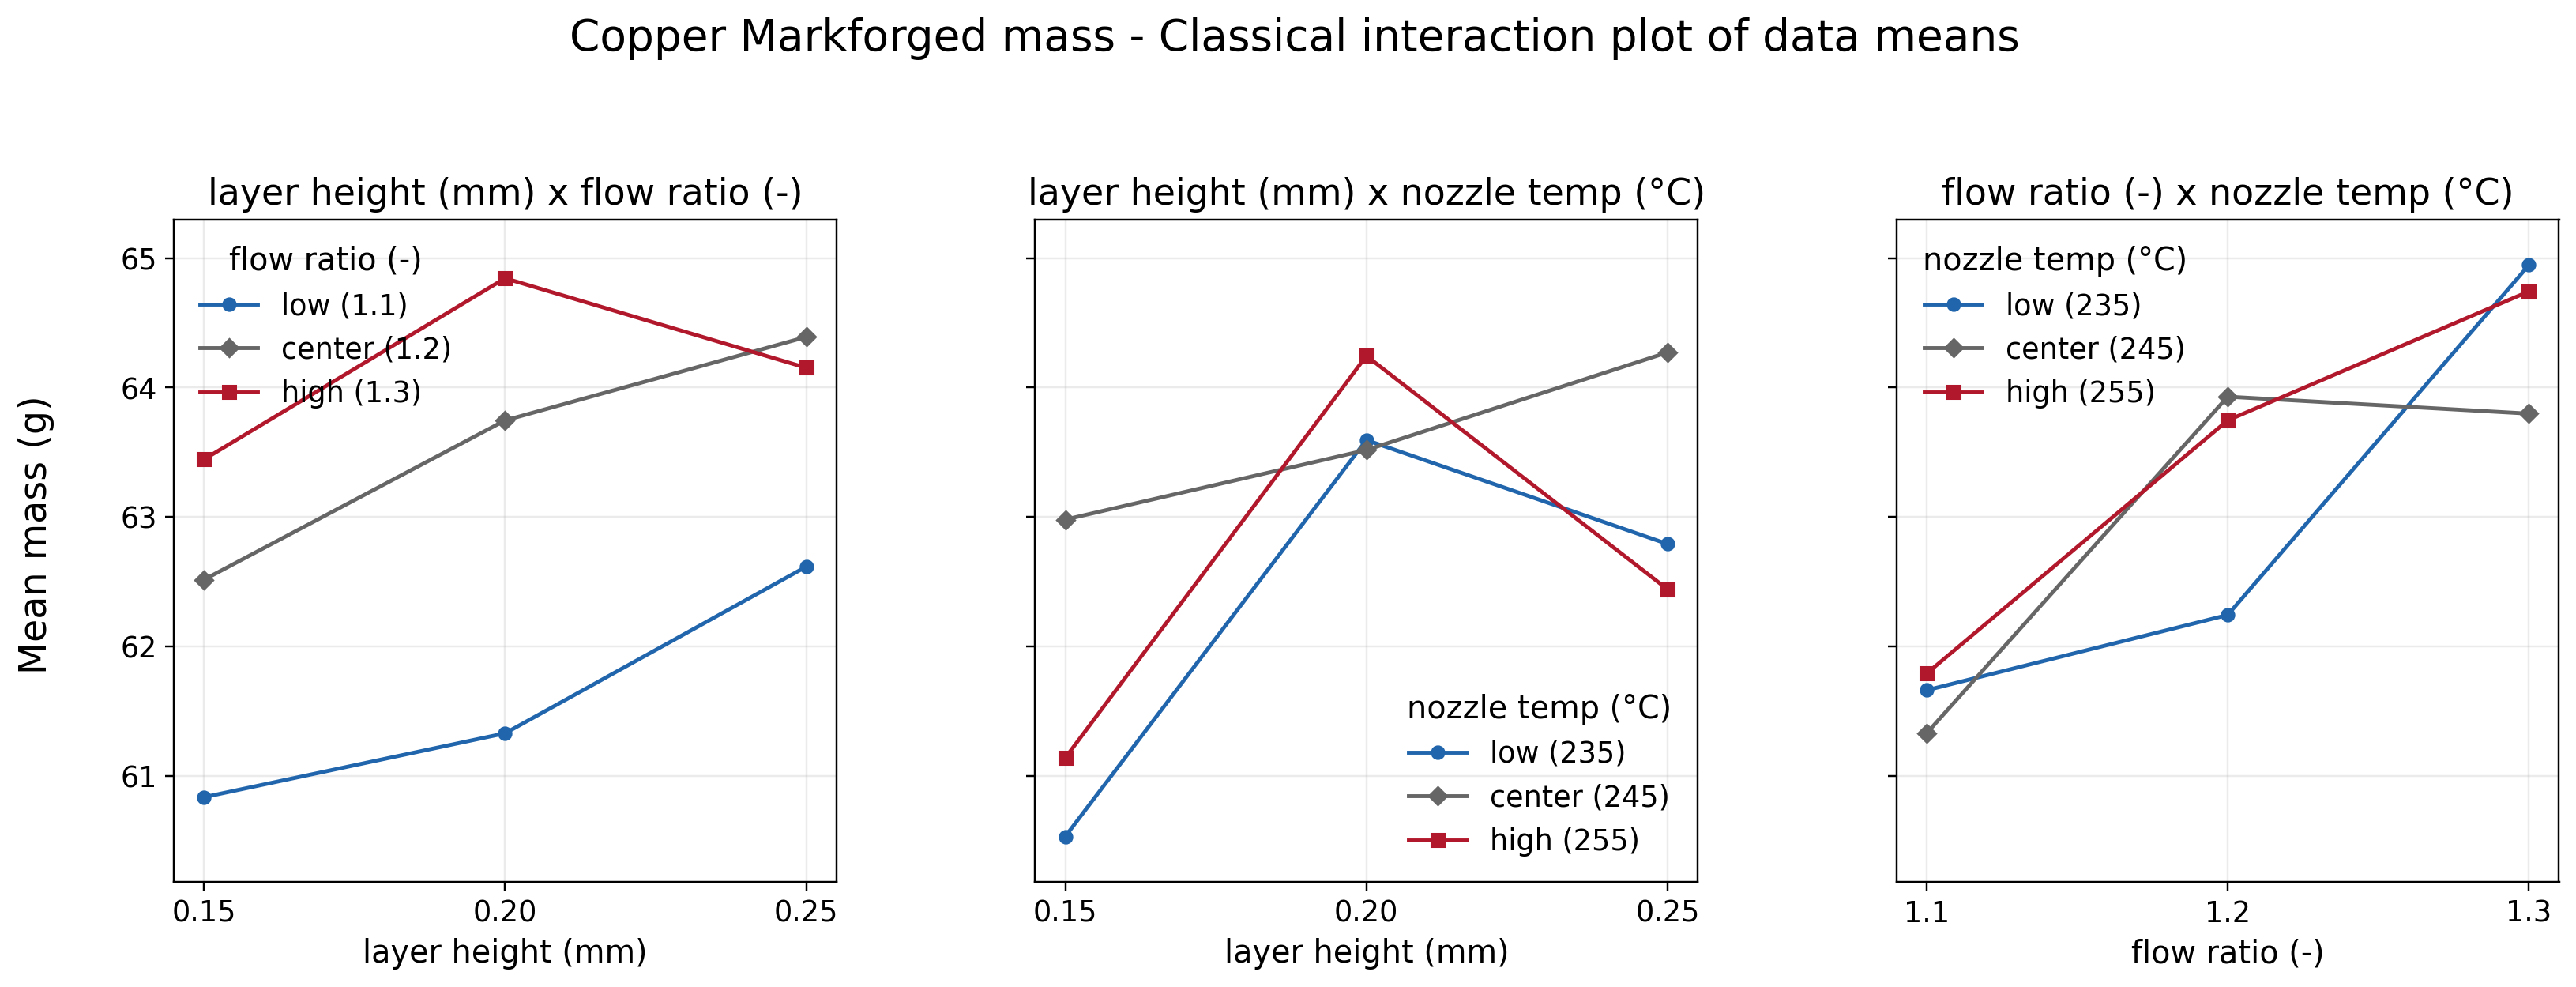 Copper Markforged mass - Classical interaction plot of data means
layer height (mm) x flow ratio (-)
layer height (mm) x nozzle temp (°C)
flow ratio (-) x nozzle temp (°C)
Mean mass (g)
65
64
63
62
61
flow ratio (-)
low (1.1)
center (1.2)
high (1.3)
0.15 0.20 0.25
layer height (mm)
nozzle temp (°C)
low (235)
center (245)
high (255)
0.15 0.20 0.25
layer height (mm)
nozzle temp (°C)
low (235)
center (245)
high (255)
1.1 1.2 1.3
flow ratio (-)